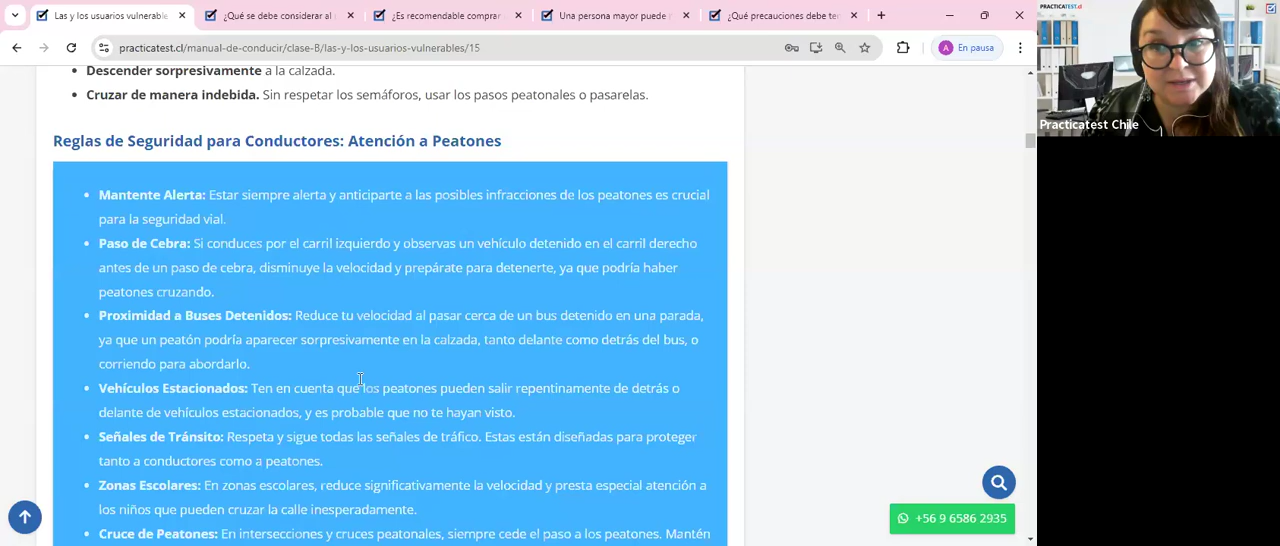 Las y los usuarios vulnerable
¿Qué se debe considerar al
¿Es recomendable comprar
Una persona mayor puede
¿Qué precauciones debe ten
practicatest.cl/manual-de-conducir/clase-B/las-y-los-usuarios-vulnerables/15
A En pausa
PRACTICATEST.cl
Practicatest Chile
Descender sorpresivamente a la calzada.
Cruzar de manera indebida. Sin respetar los semáforos, usar los pasos peatonales o pasarelas.
Reglas de Seguridad para Conductores: Atención a Peatones
Mantente Alerta: Estar siempre alerta y anticiparte a las posibles infracciones de los peatones es crucial
para la seguridad vial.
Paso de Cebra: Si conduces por el carril izquierdo y observas un vehículo detenido en el carril derecho
antes de un paso de cebra, disminuye la velocidad y prepárate para detenerte, ya que podría haber
peatones cruzando.
Proximidad a Buses Detenidos: Reduce tu velocidad al pasar cerca de un bus detenido en una parada,
ya que un peatón podría aparecer sorpresivamente en la calzada, tanto delante como detrás del bus, o
corriendo para abordarlo.
Vehículos Estacionados: Ten en cuenta que los peatones pueden salir repentinamente de detrás o
delante de vehículos estacionados, y es probable que no te hayan visto.
Señales de Tránsito: Respeta y sigue todas las señales de tráfico. Estas están diseñadas para proteger
tanto a conductores como a peatones.
Zonas Escolares: En zonas escolares, reduce significativamente la velocidad y presta especial atención a
los niños que pueden cruzar la calle inesperadamente.
Cruce de Peatones: En intersecciones y cruces peatonales, siempre cede el paso a los peatones. Mantén
+56 9 6586 2935